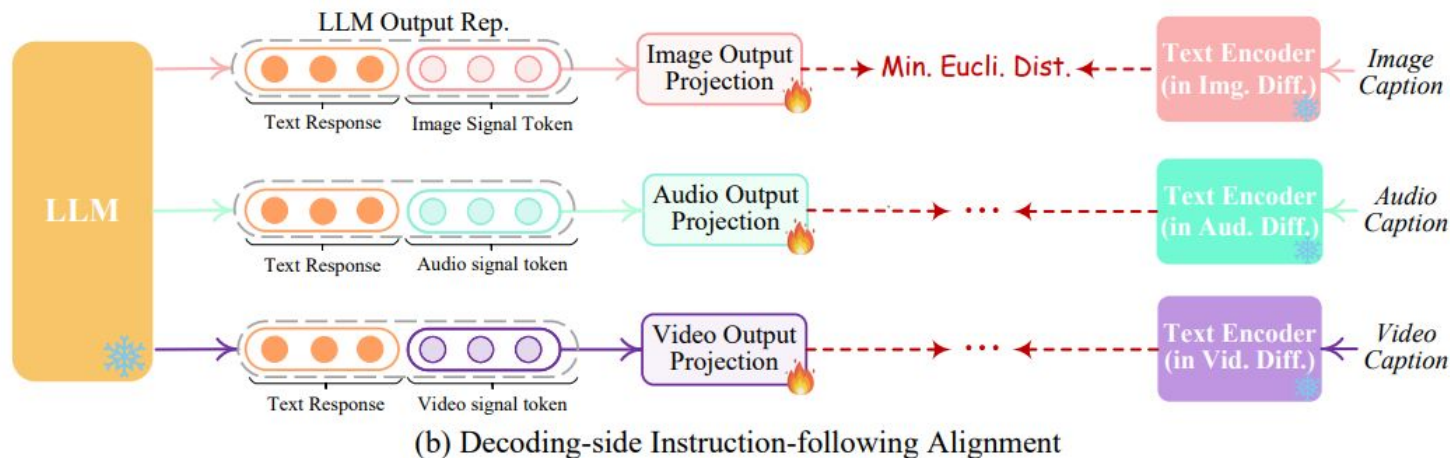 LLM Output Rep.
LLM
Text Response
Image Signal Token
Image Output
Projection
Min. Eucli. Dist.
Text Encoder
(in Img. Diff.)
Image
Caption
Text Response
Audio signal token
Audio Output
Projection
...
Text Encoder
(in Aud. Diff.)
Audio
Caption
Text Response
Video signal token
Video Output
Projection
...
Text Encoder
(in Vid. Diff.)
Video
Caption
(b) Decoding-side Instruction-following Alignment